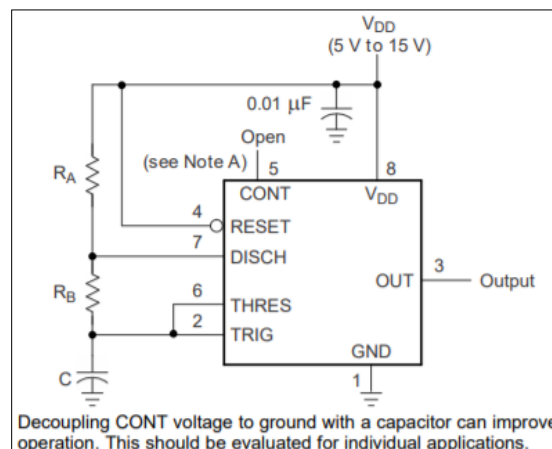 VDD
(5 V to 15 V)
0.01 µF
Open
(see Note A)
5
8
RA
CONT
VDD
4
RESET
7
DISCH
3
OUT
Output
RB
6
THRES
2
TRIG
GND
C
1
Decoupling CONT voltage to ground with a capacitor can improve
operation. This should be evaluated for individual applications.